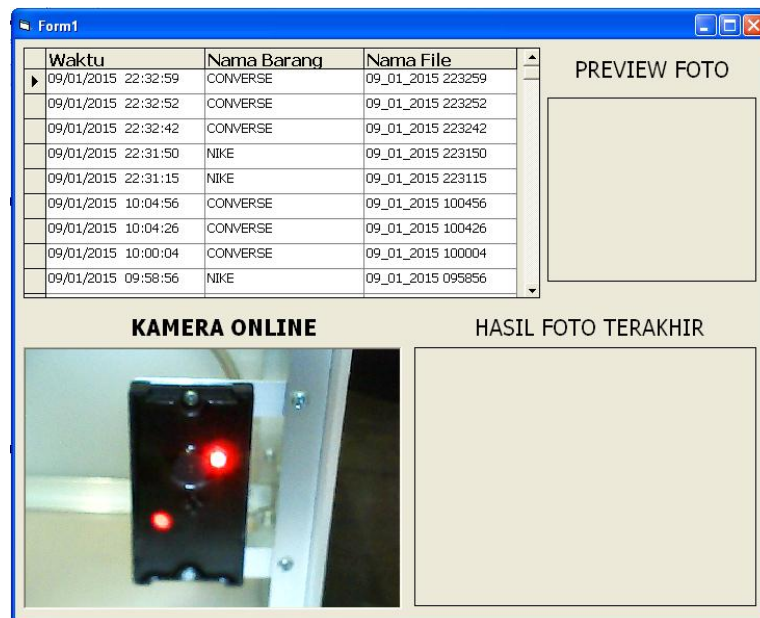 Form1
Waktu Nama Barang Nama File
09/01/2015 22:32:59 CONVERSE 09_01_2015 223259
09/01/2015 22:32:52 CONVERSE 09_01_2015 223252
09/01/2015 22:32:42 CONVERSE 09_01_2015 223242
09/01/2015 22:31:50 NIKE 09_01_2015 223150
09/01/2015 22:31:15 NIKE 09_01_2015 223115
09/01/2015 10:04:56 CONVERSE 09_01_2015 100456
09/01/2015 10:04:26 CONVERSE 09_01_2015 100426
09/01/2015 10:00:04 CONVERSE 09_01_2015 100004
09/01/2015 09:58:56 NIKE 09_01_2015 095856
PREVIEW FOTO
KAMERA ONLINE
HASIL FOTO TERAKHIR